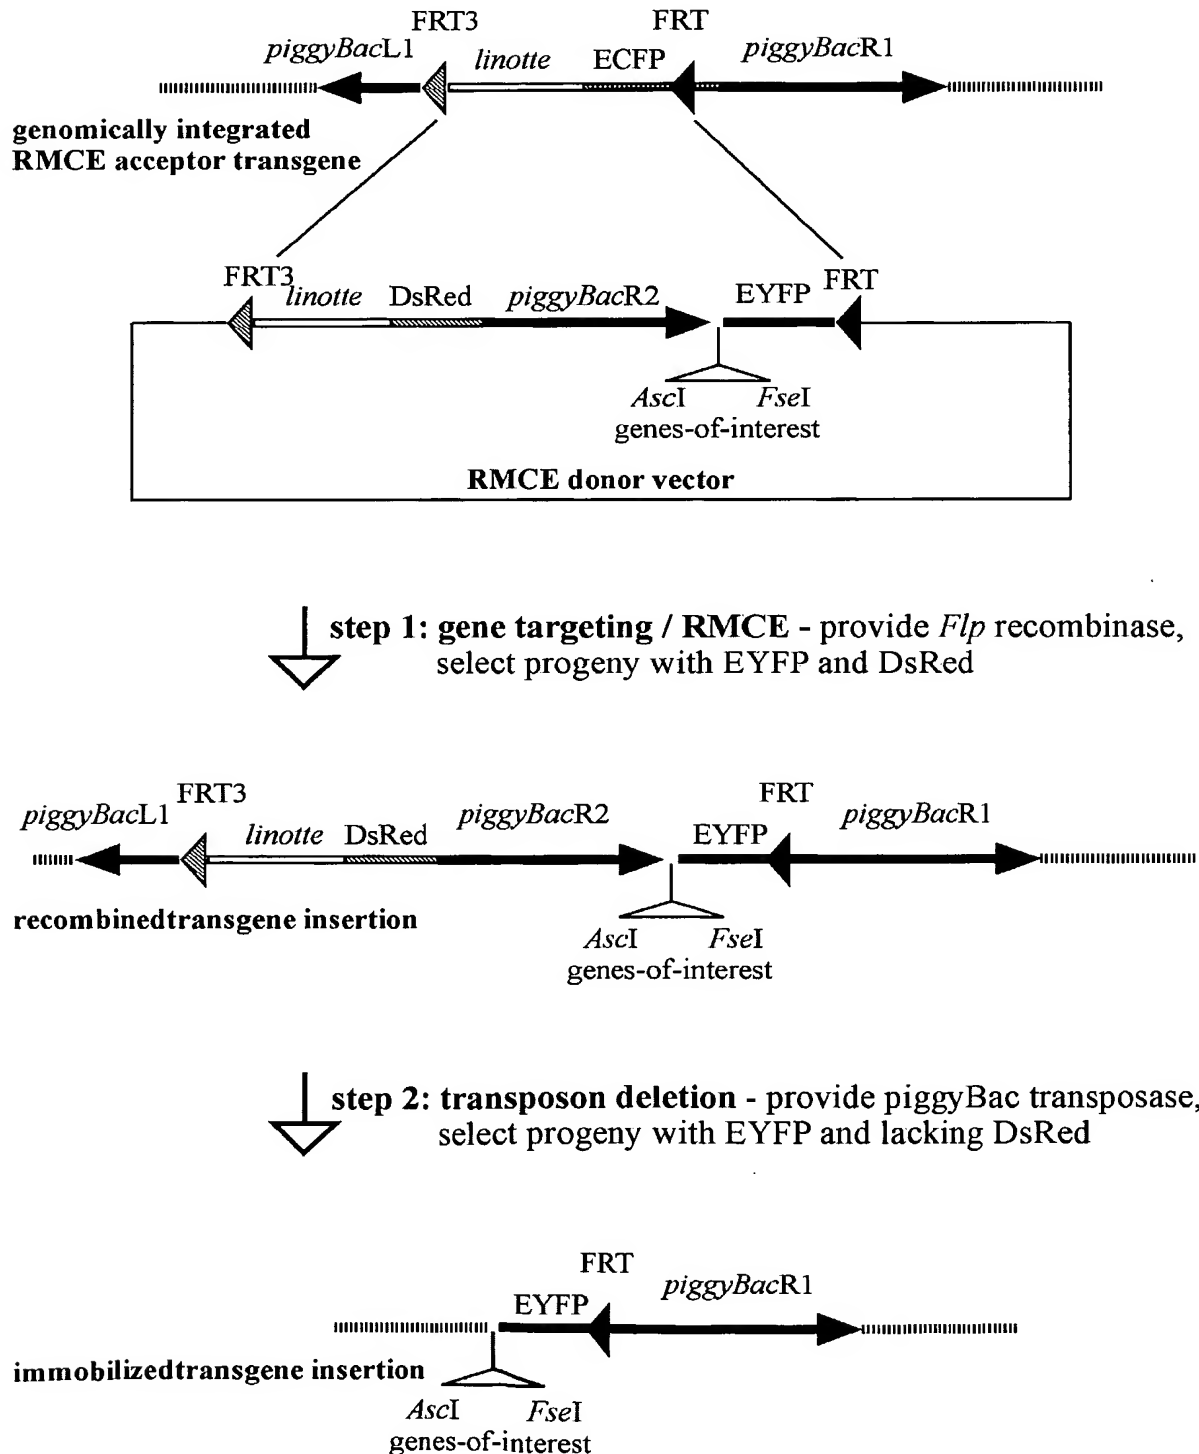 FRT3 FRT
piggyBacL1 linotte ECFP piggyBacR1
genomically integrated
RMCE acceptor transgene
FRT3 linotte DsRed piggyBacR2 EYFP FRT
AscI FseI
genes-of-interest
RMCE donor vector
step 1: gene targeting / RMCE - provide Flp recombinase,
select progeny with EYFP and DsRed
FRT3 FRT
piggyBacL1 linotte DsRed piggyBacR2 EYFP piggyBacR1
recombinedtransgene insertion
AscI FseI
genes-of-interest
step 2: transposon deletion - provide piggyBac transposase,
select progeny with EYFP and lacking DsRed
FRT
EYFP piggyBacR1
immobilizedtransgene insertion
AscI FseI
genes-of-interest